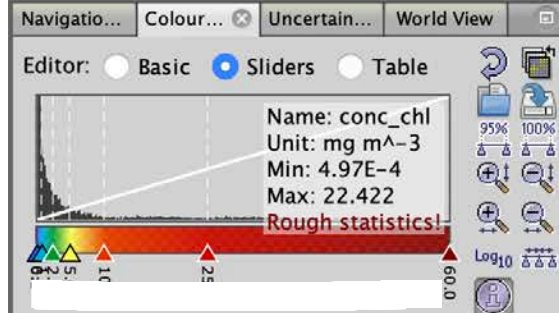 Navigatio... Colour... Uncertain... World View
Editor: Basic Sliders Table
Name: conc_chl
Unit: mg m^-3
Min: 4.97E-4
Max: 22.422
Rough statistics!
95% 100%
Log10
10
25
60.0